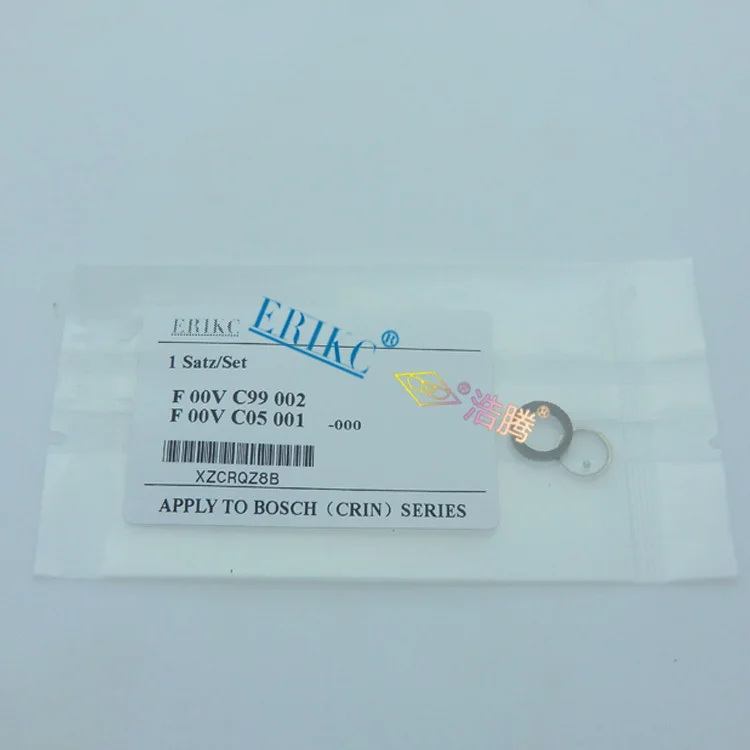 ERIKC
ERIKC®
1 Satz/Set
F 00V C99 002
F 00V C05 001 -000
®浩腾®
XZCRQZ8B
APPLY TO BOSCH（CRIN）SERIES